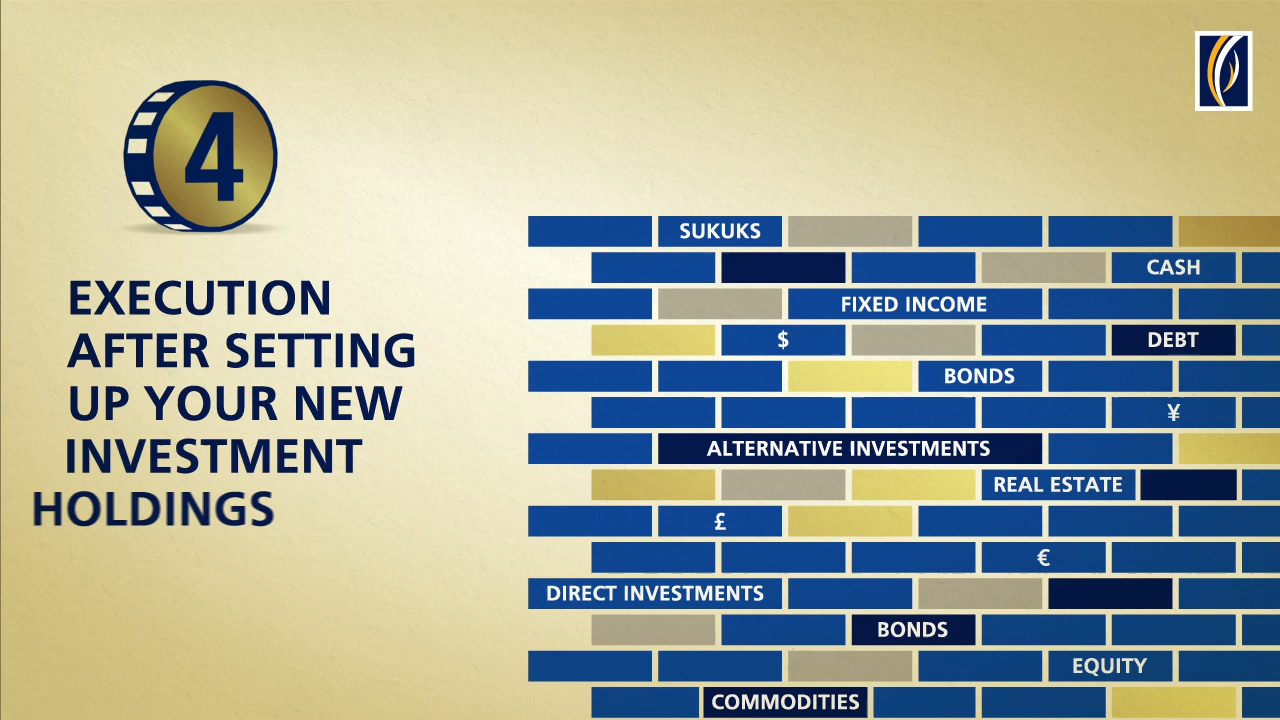 4
EXECUTION
AFTER SETTING
UP YOUR NEW
INVESTMENT
HOLDINGS
SUKUKS
CASH
FIXED INCOME
$
DEBT
BONDS
¥
ALTERNATIVE INVESTMENTS
REAL ESTATE
£
€
DIRECT INVESTMENTS
BONDS
EQUITY
COMMODITIES